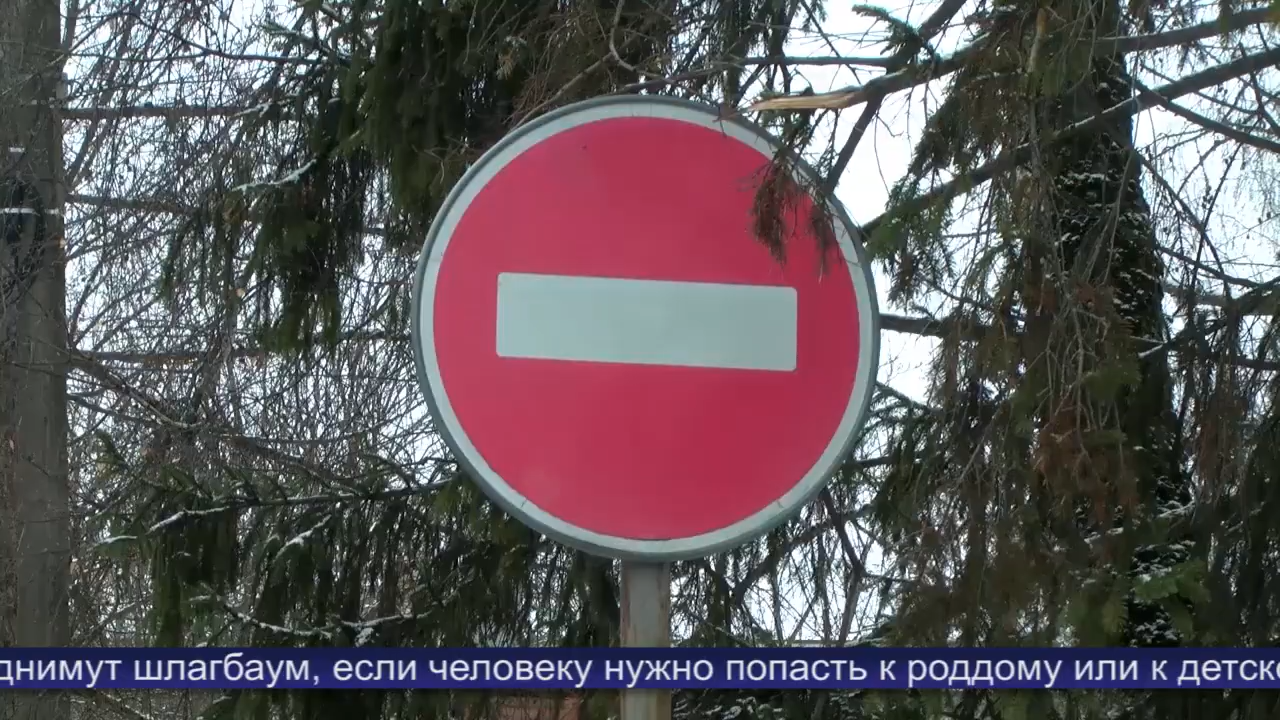 днимут шлагбаум, если человеку нужно попасть к роддому или к детско